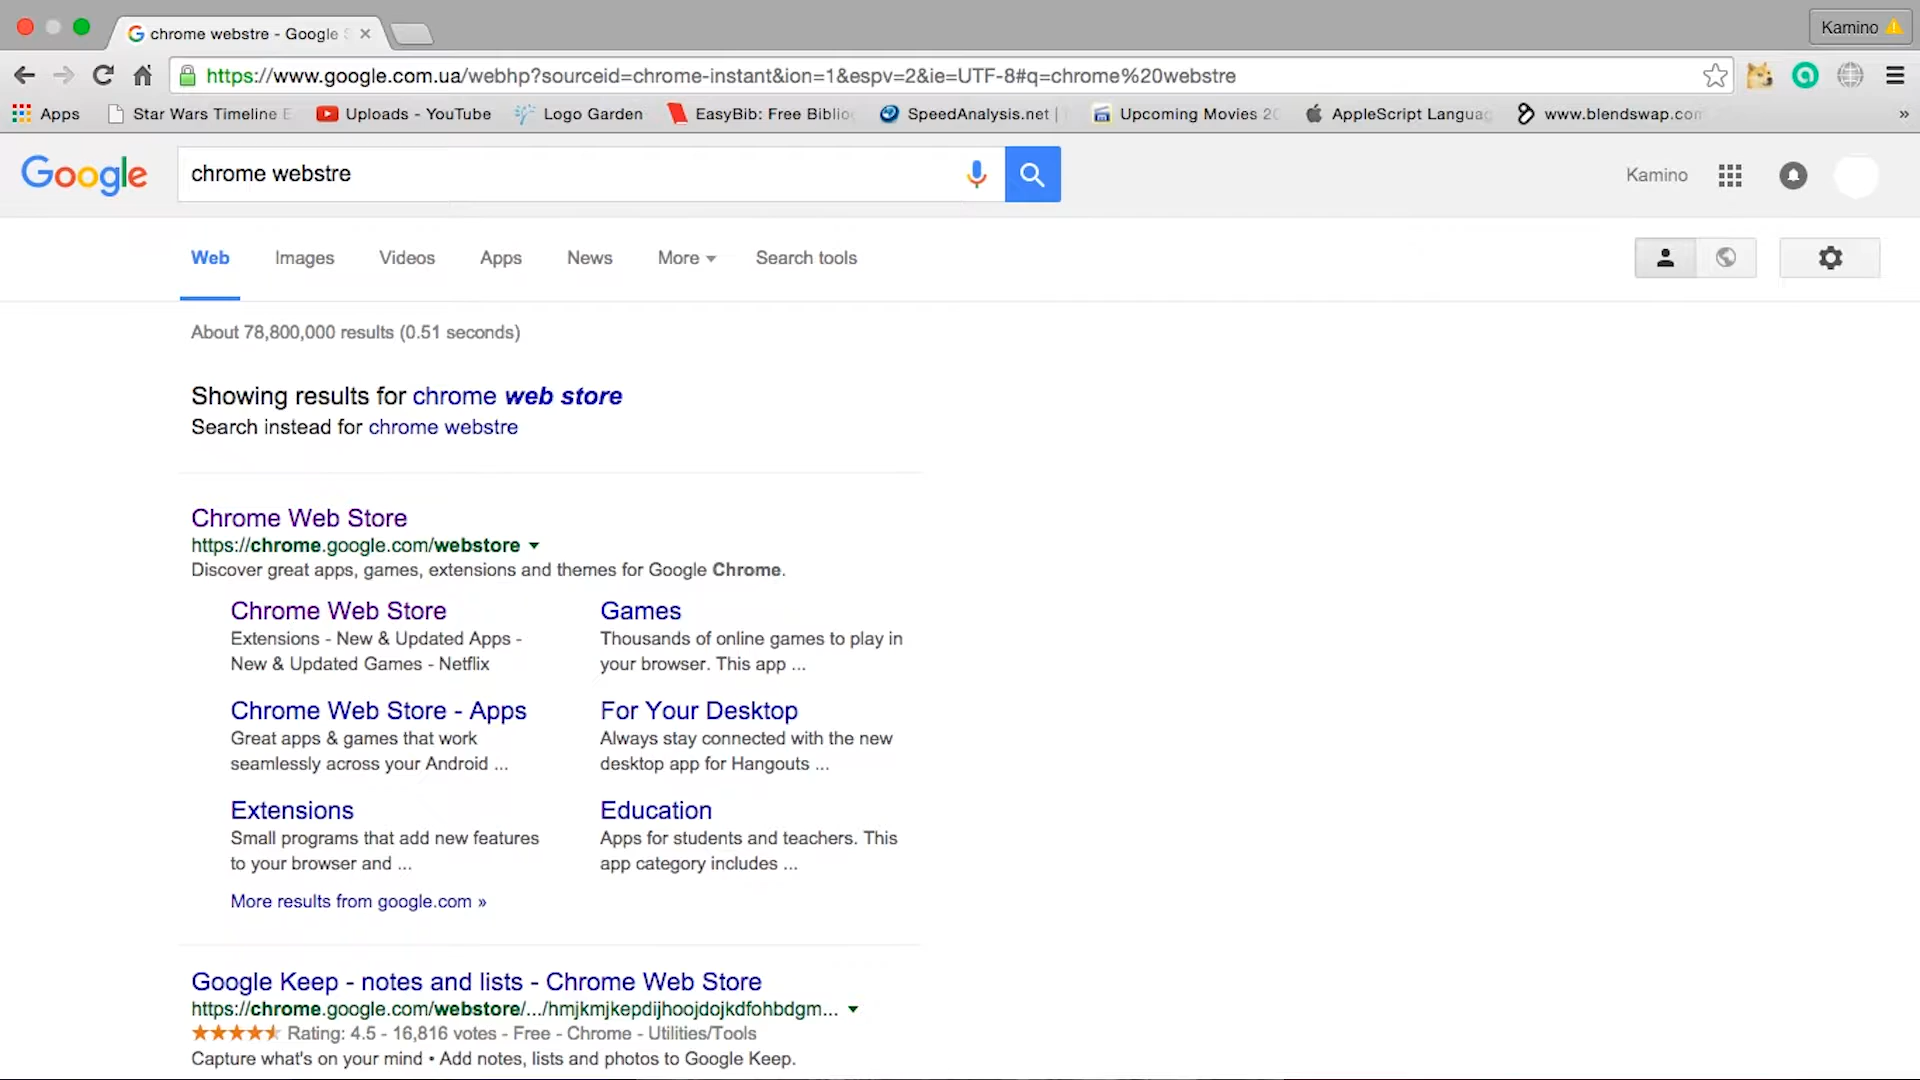 chrome webstre - Google S
Kamino
https://www.google.com.ua/webhp?sourceid=chrome-instant&ion=1&espv=2&ie=UTF-8#q=chrome%20webstre
Apps Star Wars Timeline E Uploads - YouTube Logo Garden EasyBib: Free Biblio SpeedAnalysis.net | Upcoming Movies 20 AppleScript Languag www.blendswap.com »
Google chrome webstre Kamino
Web Images Videos Apps News More Search tools
About 78,800,000 results (0.51 seconds)
Showing results for chrome web store
Search instead for chrome webstre
Chrome Web Store
https://chrome.google.com/webstore
Discover great apps, games, extensions and themes for Google Chrome.
Chrome Web Store
Extensions - New & Updated Apps -
New & Updated Games - Netflix
Games
Thousands of online games to play in
your browser. This app ...
Chrome Web Store - Apps
Great apps & games that work
seamlessly across your Android ...
For Your Desktop
Always stay connected with the new
desktop app for Hangouts ...
Extensions
Small programs that add new features
to your browser and ...
Education
Apps for students and teachers. This
app category includes ...
More results from google.com »
Google Keep - notes and lists - Chrome Web Store
https://chrome.google.com/webstore/.../hmjkmjkepdijhoojdojkdfohbdgm...
Rating: 4.5 - 16,816 votes - Free - Chrome - Utilities/Tools
Capture what's on your mind • Add notes, lists and photos to Google Keep.